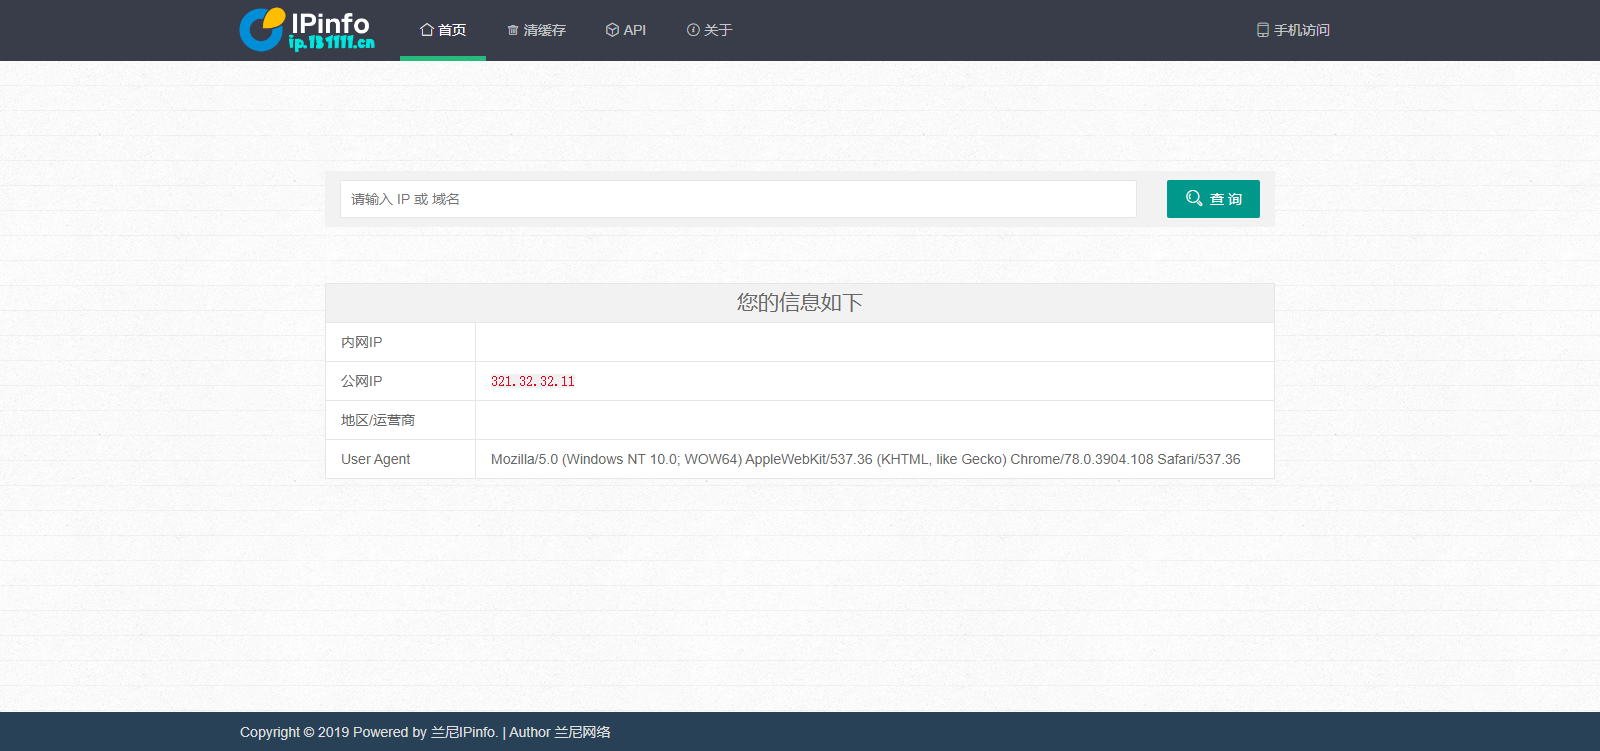 IPinfo
ip.131111.cn
首页 清缓存 API 关于 手机访问
请输入 IP 或 域名
查 询
您的信息如下
内网IP
公网IP 321.32.32.11
地区/运营商
User Agent Mozilla/5.0 (Windows NT 10.0; WOW64) AppleWebKit/537.36 (KHTML, like Gecko) Chrome/78.0.3904.108 Safari/537.36
Copyright © 2019 Powered by 兰尼IPinfo. | Author 兰尼网络